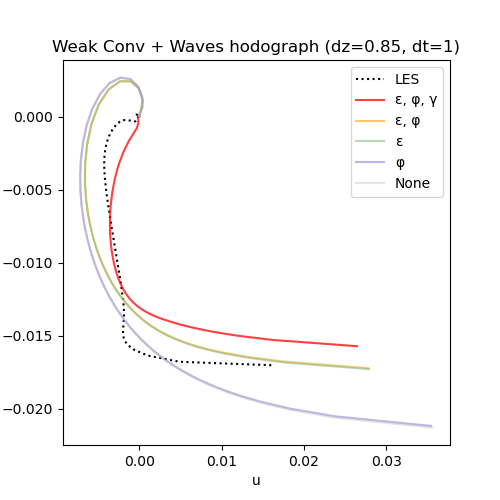 Weak Conv + Waves hodograph (dz=0.85, dt=1)
LES
ε, φ, γ
ε, φ
ε
φ
None
0.000
−0.005
−0.010
−0.015
−0.020
0.00
0.01
0.02
0.03
u